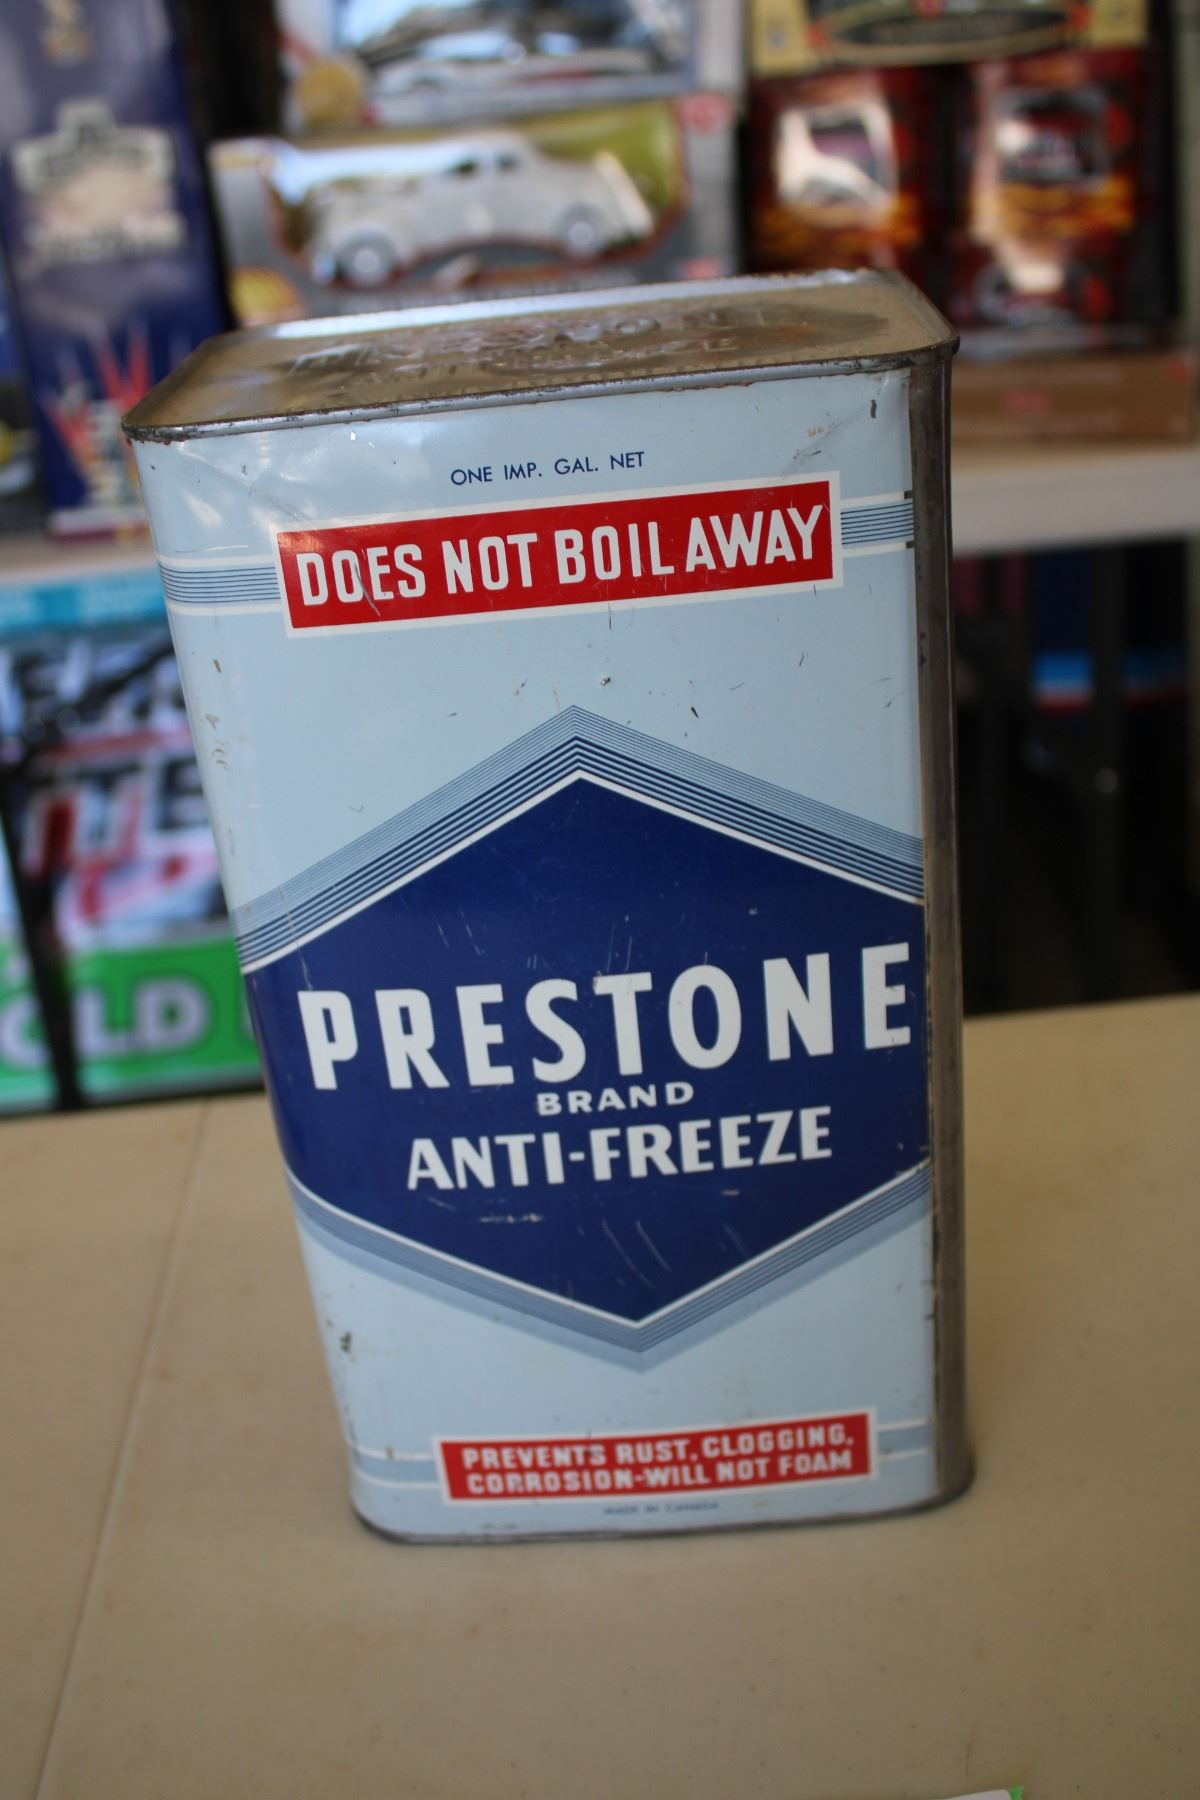 PRESTONE
ONE IMP. GAL. NET
DOES NOT BOIL AWAY
PRESTONE
BRAND
ANTI-FREEZE
PREVENTS RUST, CLOGGING,
CORROSION-WILL NOT FOAM
MADE IN CANADA